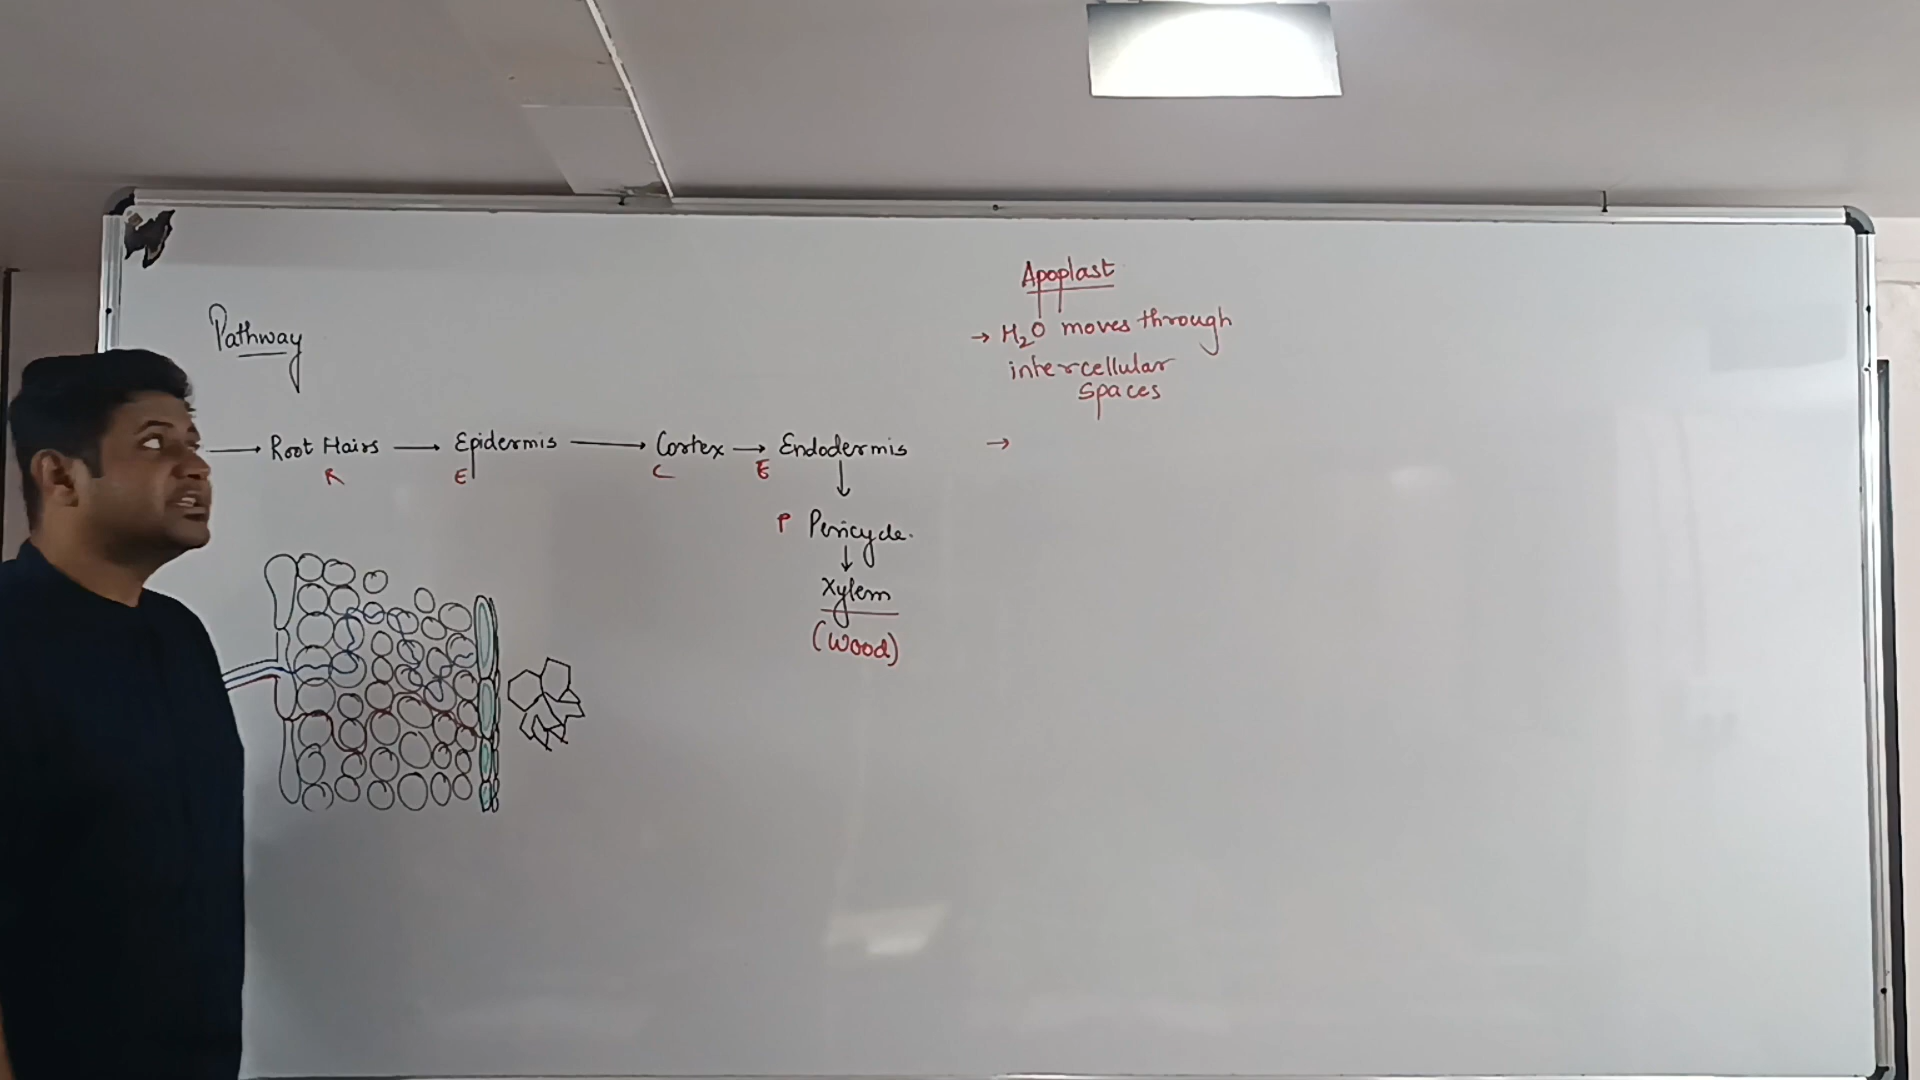 Pathway
→ Root Hairs → Epidermis → Cortex → Endodermis
R E C E
↓
P Pericycle.
↓
Xylem
(Wood)
Apoplast
→ H₂O moves through
intercellular
spaces
→